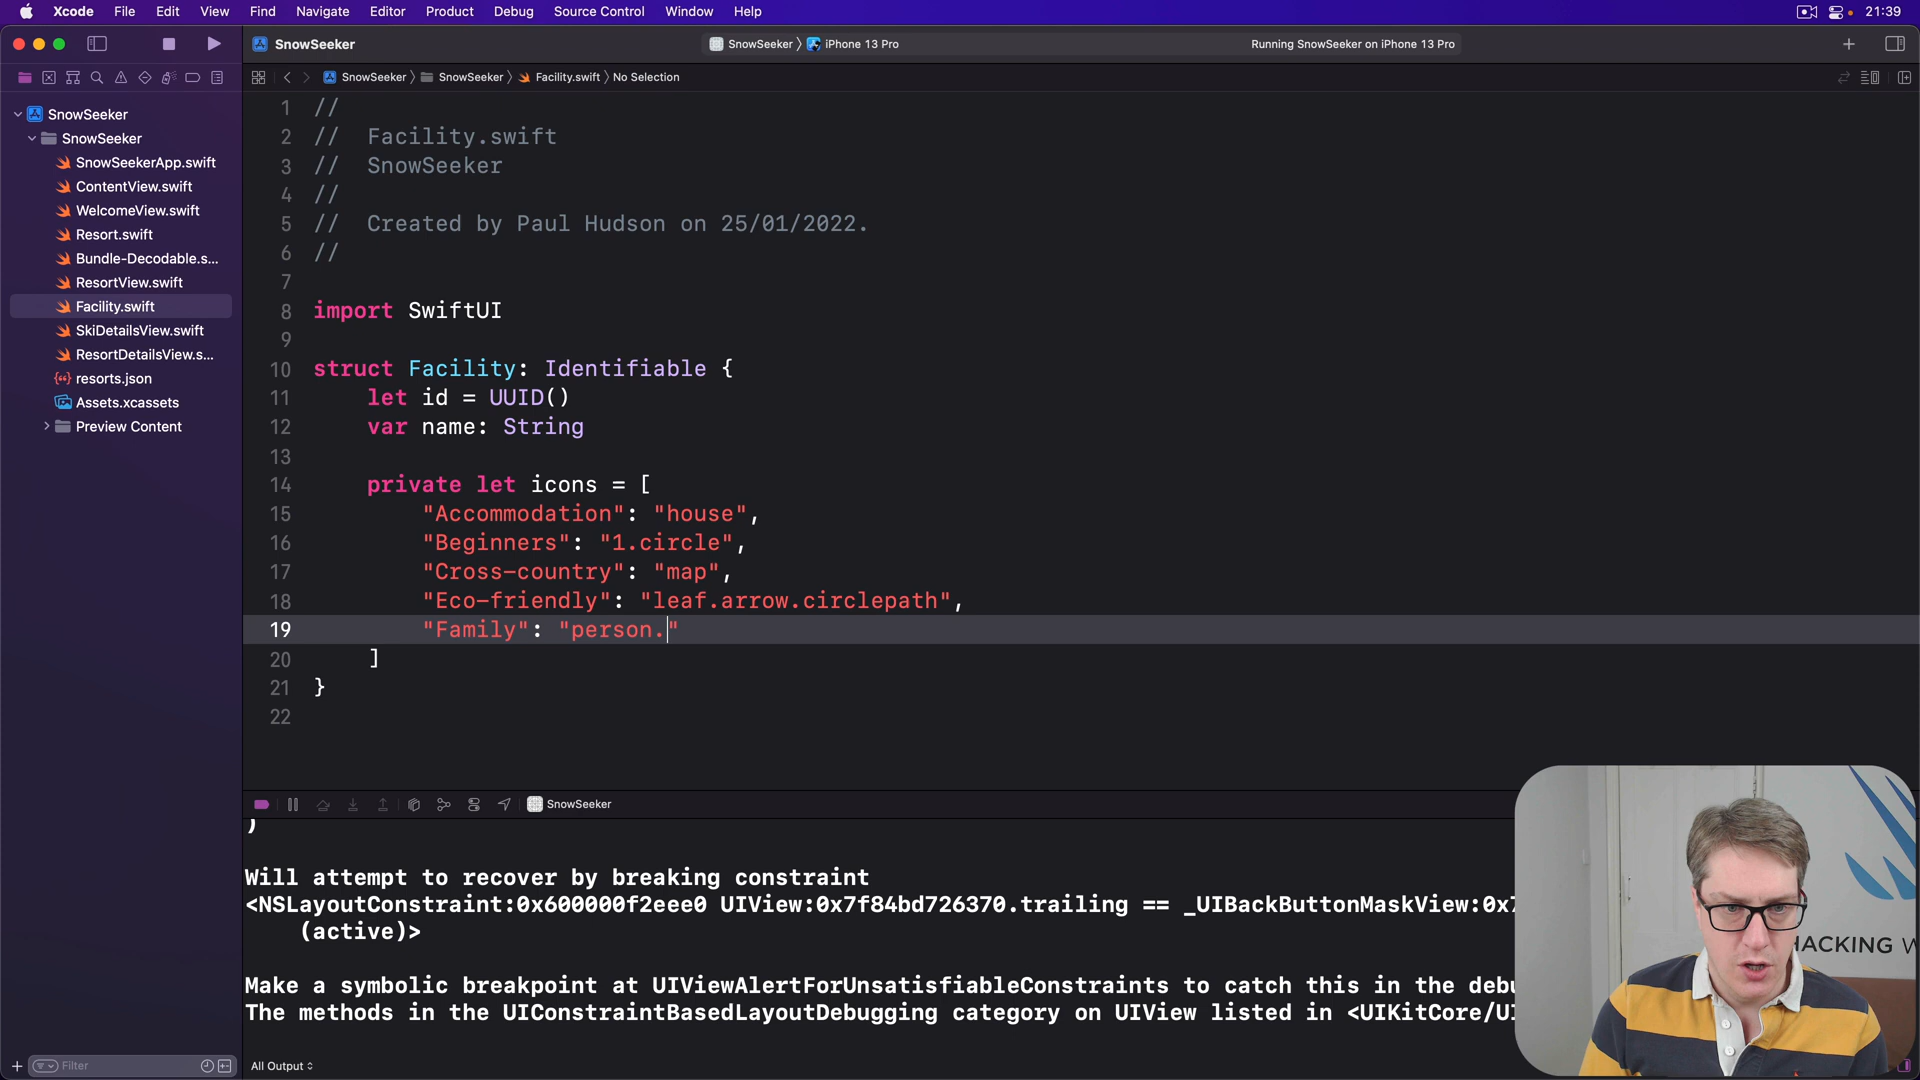 Xcode File Edit View Find Navigate Editor Product Debug Source Control Window Help 21:39
SnowSeeker SnowSeeker iPhone 13 Pro Running SnowSeeker on iPhone 13 Pro
SnowSeeker SnowSeeker Facility.swift No Selection
SnowSeeker
SnowSeeker
SnowSeekerApp.swift
ContentView.swift
WelcomeView.swift
Resort.swift
Bundle-Decodable.s...
ResortView.swift
Facility.swift
SkiDetailsView.swift
ResortDetailsView.s...
resorts.json
Assets.xcassets
Preview Content
1 //
2 // Facility.swift
3 // SnowSeeker
4 //
5 // Created by Paul Hudson on 25/01/2022.
6 //
7
8 import SwiftUI
9
10 struct Facility: Identifiable {
11 let id = UUID()
12 var name: String
13
14 private let icons = [
15 "Accommodation": "house",
16 "Beginners": "1.circle",
17 "Cross-country": "map",
18 "Eco-friendly": "leaf.arrow.circlepath",
19 "Family": "person."
20 ]
21 }
22
SnowSeeker
)
Will attempt to recover by breaking constraint
<NSLayoutConstraint:0x600000f2eee0 UIView:0x7f84bd726370.trailing == _UIBackButtonMaskView:0x7
(active)>
Make a symbolic breakpoint at UIViewAlertForUnsatisfiableConstraints to catch this in the debu
The methods in the UIConstraintBasedLayoutDebugging category on UIView listed in <UIKitCore/UI
HACKING W
Filter
All Output